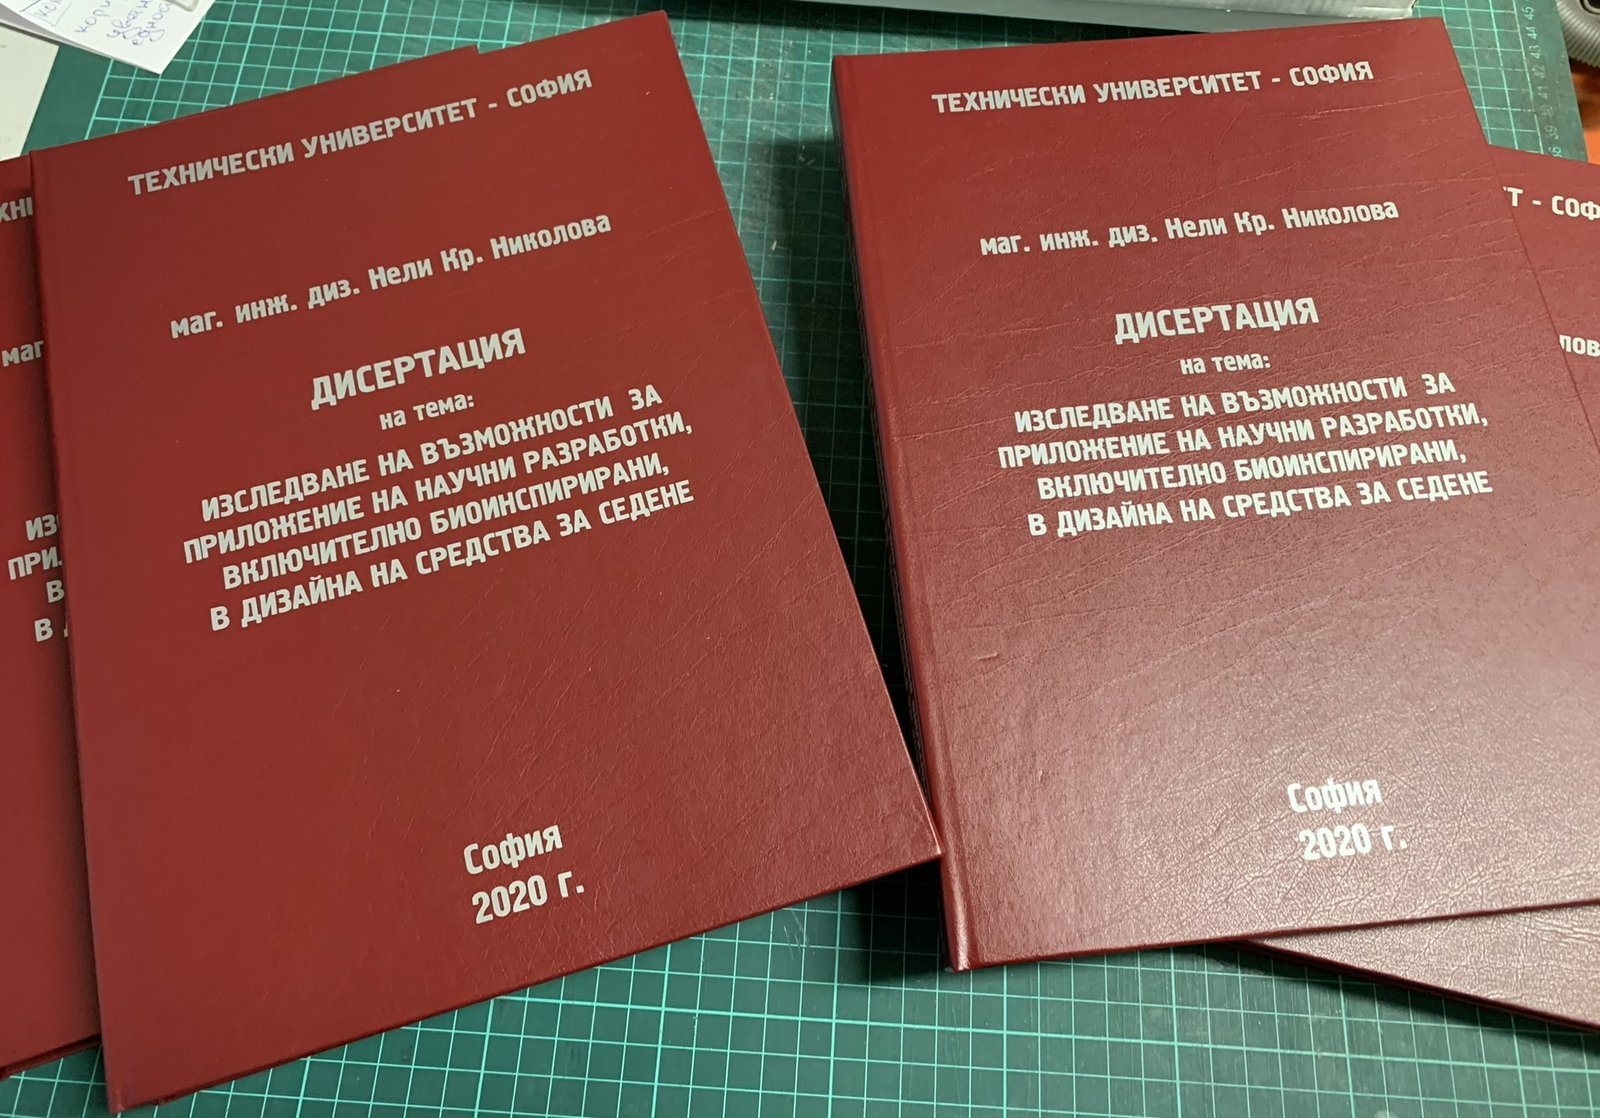 ТЕХНИЧЕСКИ УНИВЕРСИТЕТ - СОФИЯ
маг. инж. диз. Нели Кр. Николова
ДИСЕРТАЦИЯ
на тема:
ИЗСЛЕДВАНЕ НА ВЪЗМОЖНОСТИ ЗА
ПРИЛОЖЕНИЕ НА НАУЧНИ РАЗРАБОТКИ,
ВКЛЮЧИТЕЛНО БИОИНСПИРИРАНИ,
В ДИЗАЙНА НА СРЕДСТВА ЗА СЕДЕНЕ
София
2020 г.
ТЕХНИЧЕСКИ УНИВЕРСИТЕТ - СОФИЯ
маг. инж. диз. Нели Кр. Николова
ДИСЕРТАЦИЯ
на тема:
ИЗСЛЕДВАНЕ НА ВЪЗМОЖНОСТИ ЗА
ПРИЛОЖЕНИЕ НА НАУЧНИ РАЗРАБОТКИ,
ВКЛЮЧИТЕЛНО БИОИНСПИРИРАНИ,
В ДИЗАЙНА НА СРЕДСТВА ЗА СЕДЕНЕ
София
2020 г.
маг
ИЗ
ПРИЛ
В
В